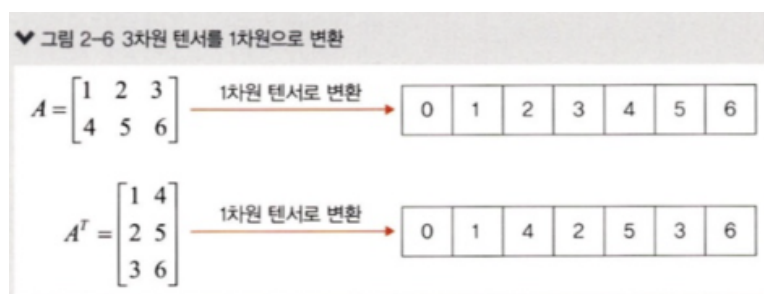 그림 2-6 3차원 텐서를 1차원으로 변환
A = [1 2 3
4 5 6]
1차원 텐서로 변환
0 1 2 3 4 5 6
A^T = [1 4
2 5
3 6]
1차원 텐서로 변환
0 1 4 2 5 3 6